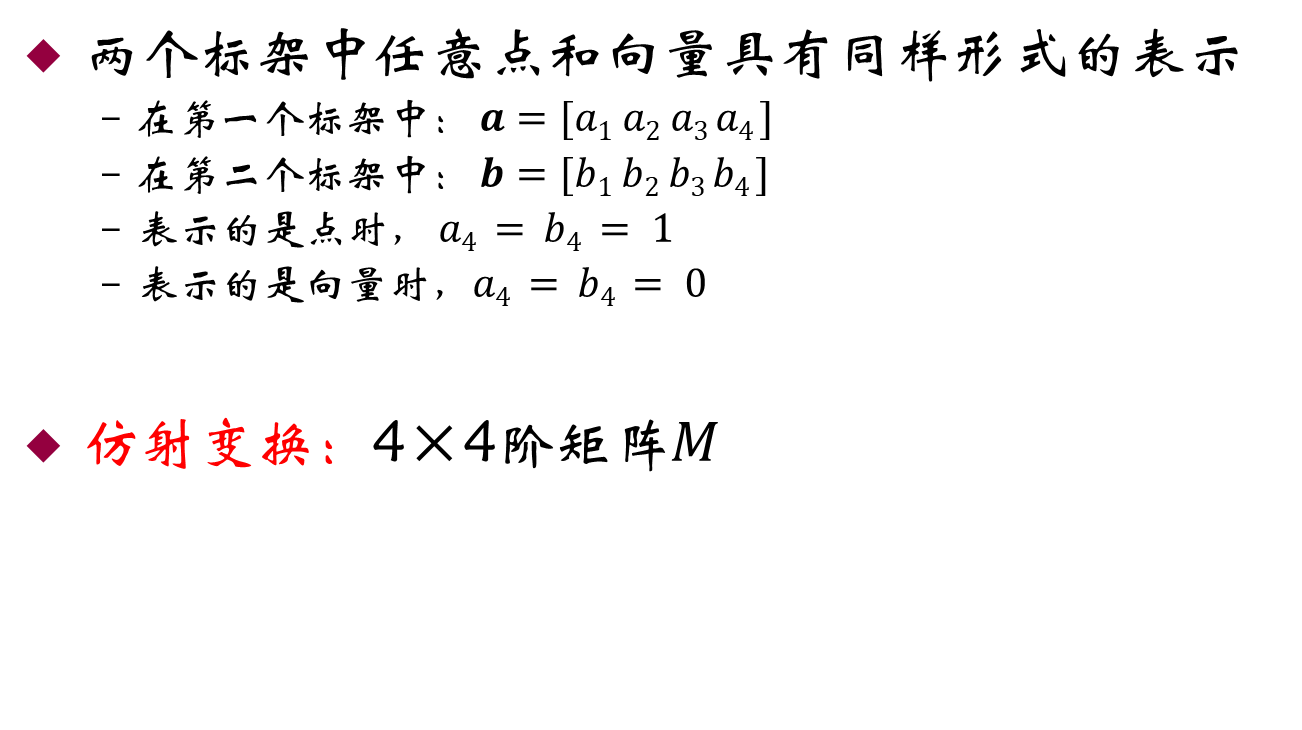 ◆ 两个标架中任意点和向量具有同样形式的表示
– 在第一个标架中： a = [a₁ a₂ a₃ a₄]
– 在第二个标架中： b = [b₁ b₂ b₃ b₄]
– 表示的是点时， a₄ = b₄ = 1
– 表示的是向量时，a₄ = b₄ = 0
◆ 仿射变换：4×4阶矩阵M